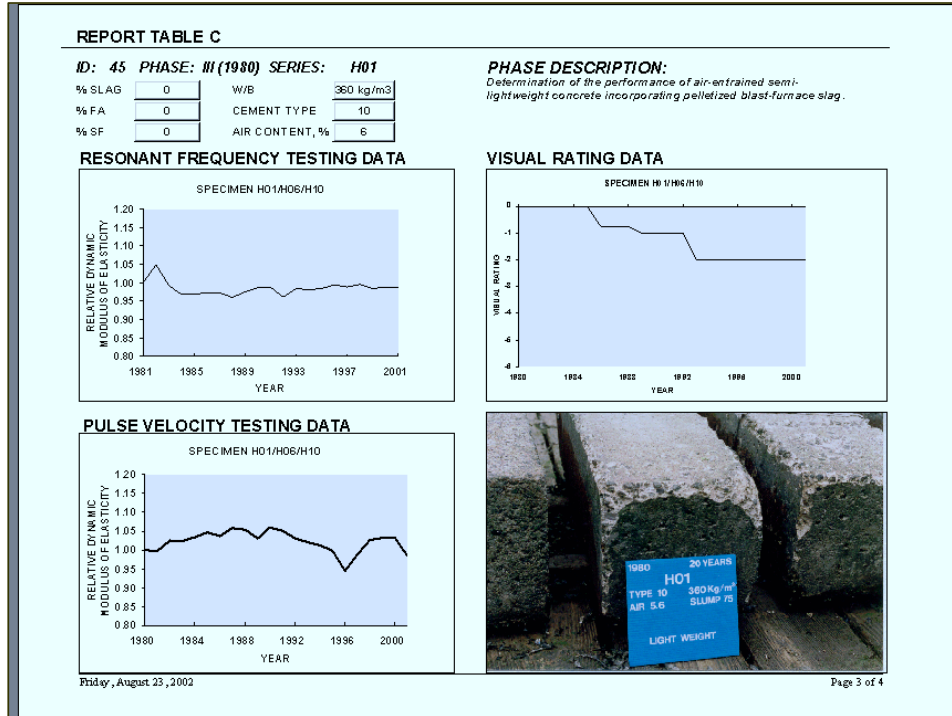 REPORT TABLE C
ID: 45 PHASE: III (1980) SERIES: H01
% SLAG 0 W/B 360 kg/m3
% FA 0 CEMENT TYPE 10
% SF 0 AIR CONTENT, % 6
PHASE DESCRIPTION:
Determination of the performance of air-entrained semi-
lightweight concrete incorporating pelletized blast-furnace slag.
RESONANT FREQUENCY TESTING DATA
SPECIMEN H01/H06/H10
RELATIVE DYNAMIC
MODULUS OF ELASTICITY
1.20
1.15
1.10
1.05
1.00
0.95
0.90
0.85
0.80
1981 1985 1989 1993 1997 2001
YEAR
VISUAL RATING DATA
SPECIMEN H01/H06/H10
VISUAL RATING
0
-1
-2
-3
-4
-5
-6
1980 1984 1988 1992 1996 2000
YEAR
PULSE VELOCITY TESTING DATA
SPECIMEN H01/H06/H10
RELATIVE DYNAMIC
MODULUS OF ELASTICITY
1.20
1.15
1.10
1.05
1.00
0.95
0.90
0.85
0.80
1980 1984 1988 1992 1996 2000
YEAR
1980 20 YEARS
H01
TYPE 10 360Kg/m³
AIR 5.6 SLUMP 75
LIGHT WEIGHT
Friday, August 23, 2002
Page 3 of 4